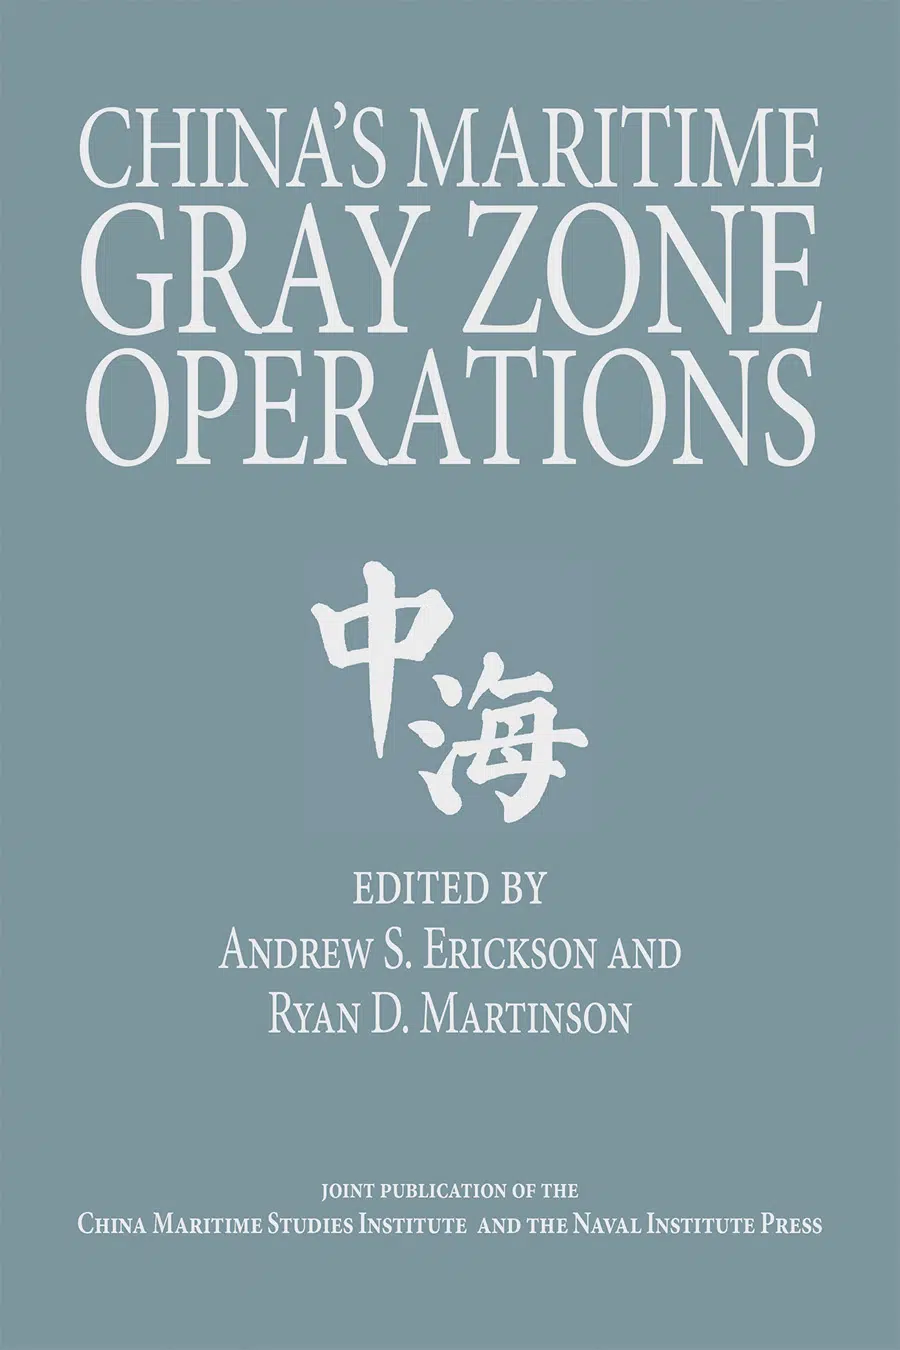 CHINA'S MARITIME
GRAY ZONE
OPERATIONS
中
海
EDITED BY
ANDREW S. ERICKSON AND
RYAN D. MARTINSON
JOINT PUBLICATION OF THE
CHINA MARITIME STUDIES INSTITUTE AND THE NAVAL INSTITUTE PRESS